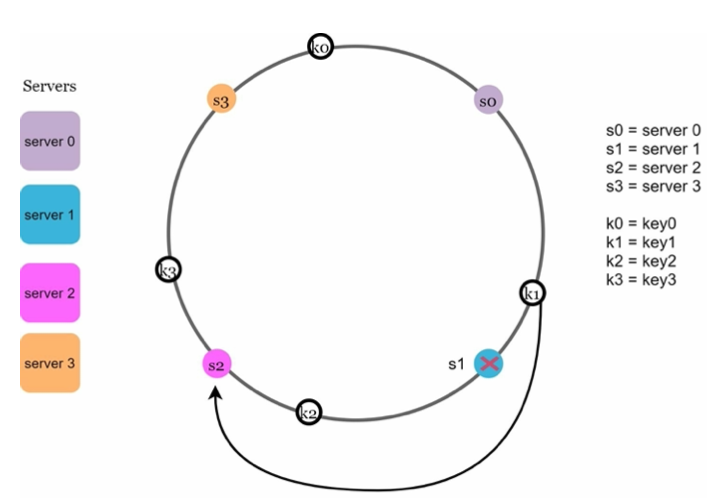 Servers
server 0
server 1
server 2
server 3
k0
s3
s0
k3
k1
s2
s1
k2
s0 = server 0
s1 = server 1
s2 = server 2
s3 = server 3
k0 = key0
k1 = key1
k2 = key2
k3 = key3